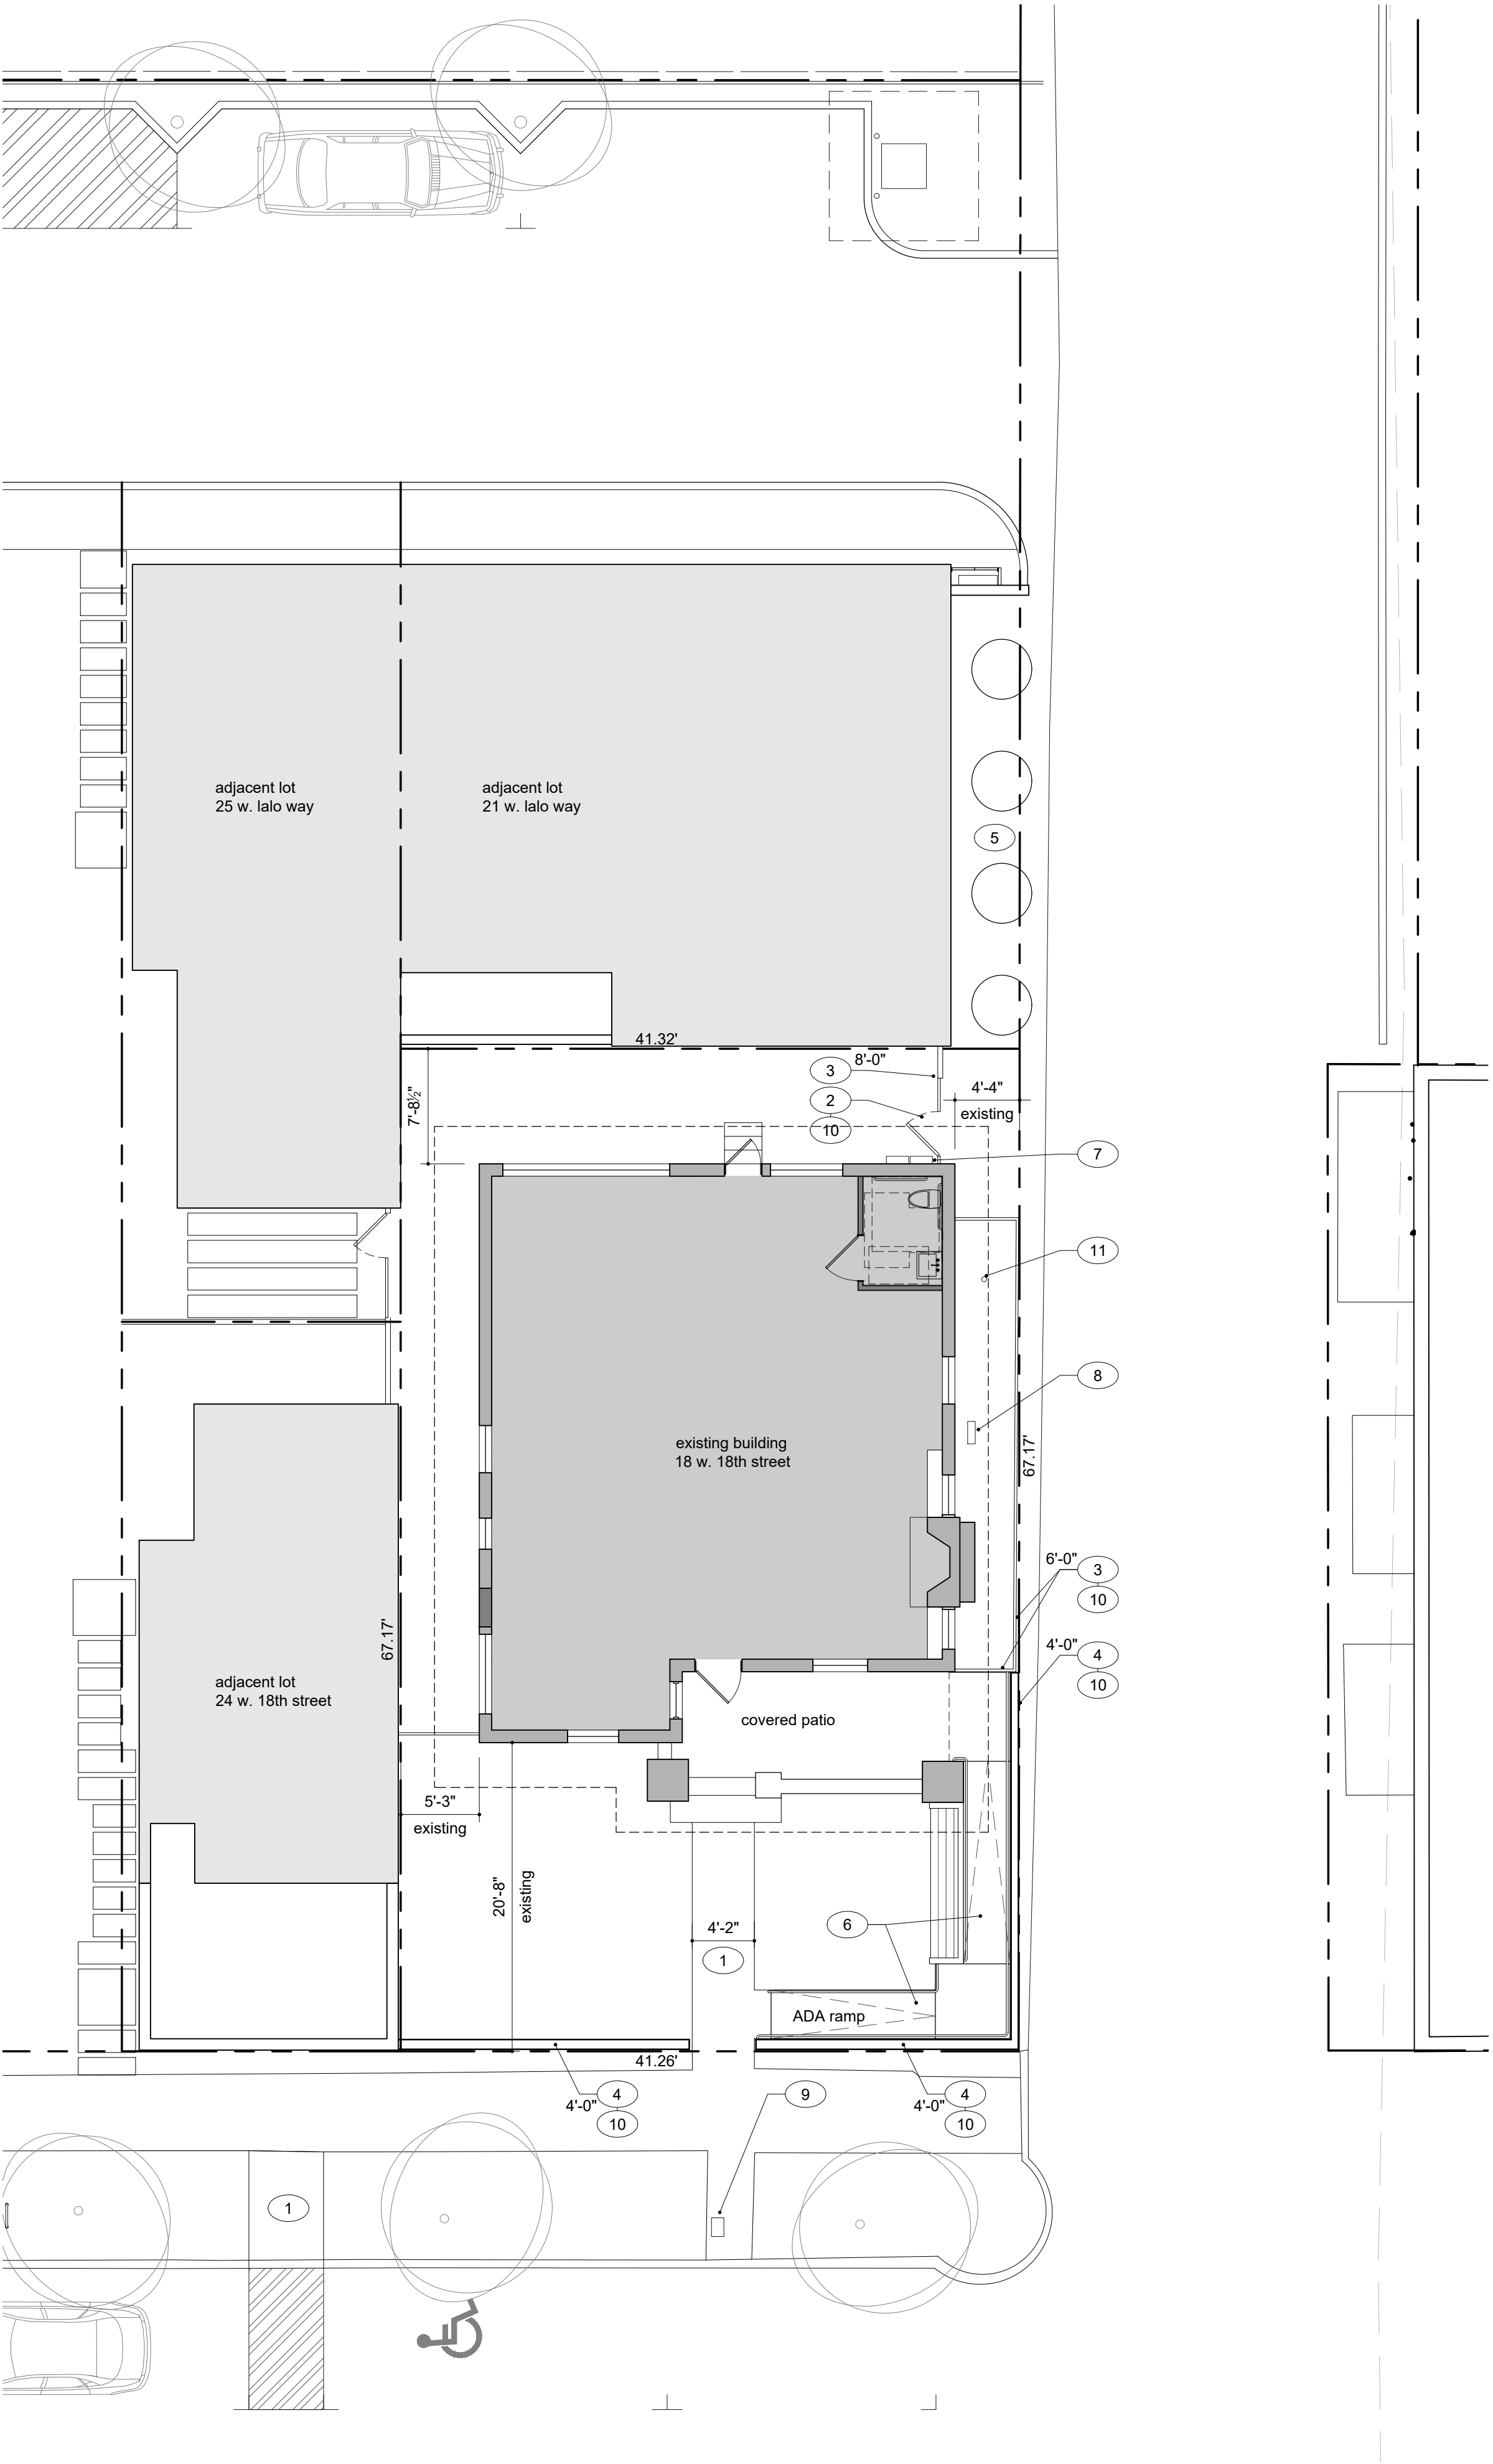 adjacent lot
25 w. lalo way
adjacent lot
21 w. lalo way
5
41.32'
7'-8½"
3
8'-0"
2
10
4'-4"
existing
7
11
8
existing building
18 w. 18th street
67.17'
67.17'
6'-0"
3
10
4'-0"
4
10
adjacent lot
24 w. 18th street
covered patio
5'-3"
existing
20'-8"
existing
4'-2"
1
6
ADA ramp
41.26'
4'-0"
4
10
9
4'-0"
4
10
1